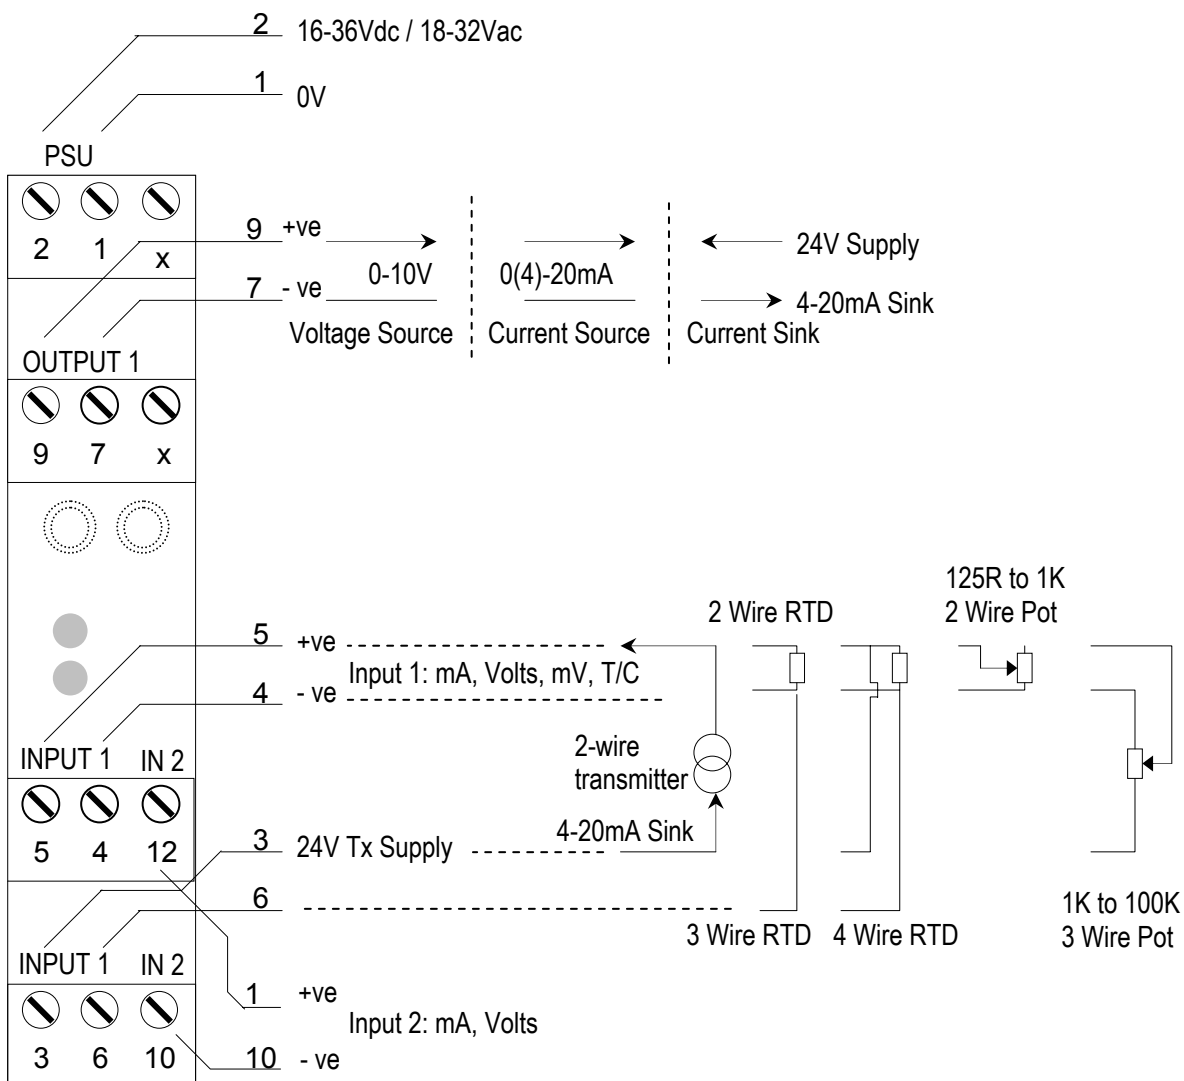 2 16-36Vdc / 18-32Vac
1 0V
PSU
2 1 x
9 +ve
7 - ve
0-10V
0(4)-20mA
24V Supply
4-20mA Sink
Voltage Source
Current Source
Current Sink
OUTPUT 1
9 7 x
125R to 1K
2 Wire Pot
2 Wire RTD
5 +ve
Input 1: mA, Volts, mV, T/C
4 - ve
2-wire
transmitter
INPUT 1 IN 2
5 4 12
3 24V Tx Supply
4-20mA Sink
6
3 Wire RTD
4 Wire RTD
1K to 100K
3 Wire Pot
INPUT 1 IN 2
3 6 10
1 +ve
Input 2: mA, Volts
10 - ve